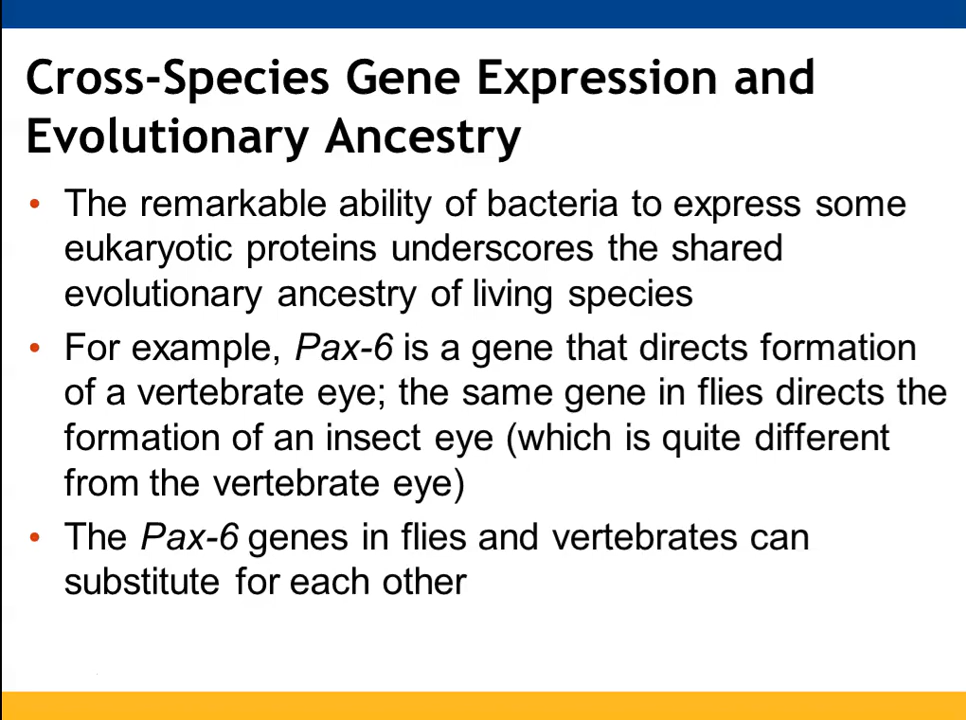 Cross-Species Gene Expression and
Evolutionary Ancestry
• The remarkable ability of bacteria to express some
eukaryotic proteins underscores the shared
evolutionary ancestry of living species
• For example, Pax-6 is a gene that directs formation
of a vertebrate eye; the same gene in flies directs the
formation of an insect eye (which is quite different
from the vertebrate eye)
• The Pax-6 genes in flies and vertebrates can
substitute for each other